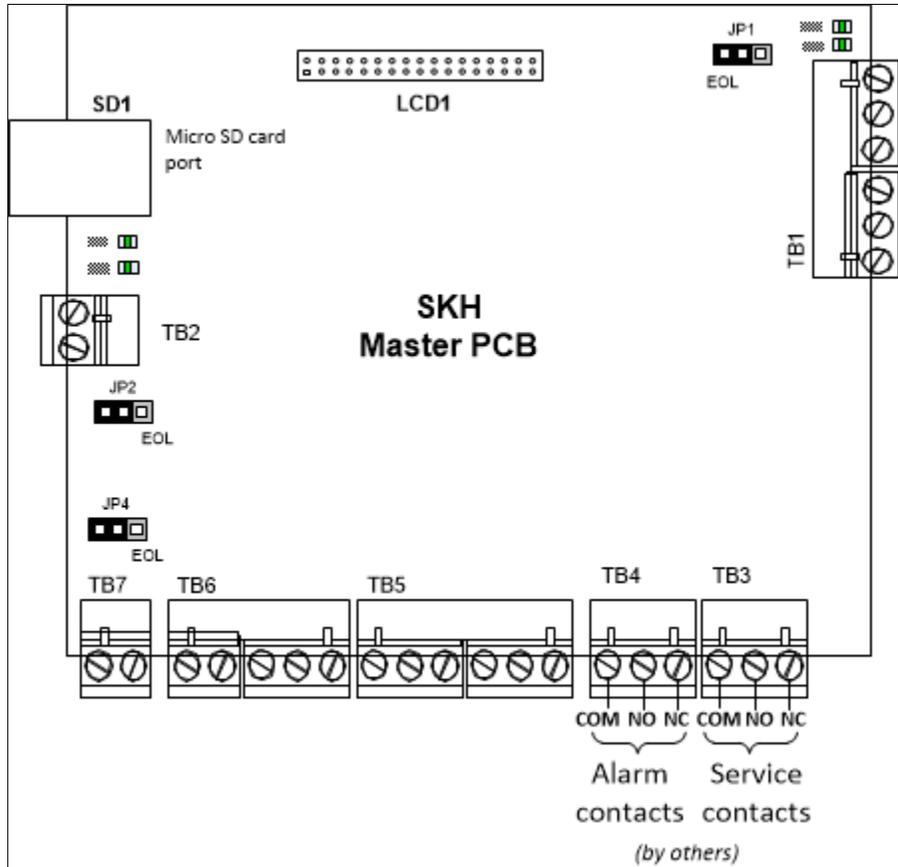 JP1
EOL
LCD1
SD1
Micro SD card
port
TB1
SKH
Master PCB
TB2
JP2
EOL
JP4
EOL
TB7
TB6
TB5
TB4
TB3
COM NO NC
COM NO NC
Alarm
contacts
Service
contacts
(by others)